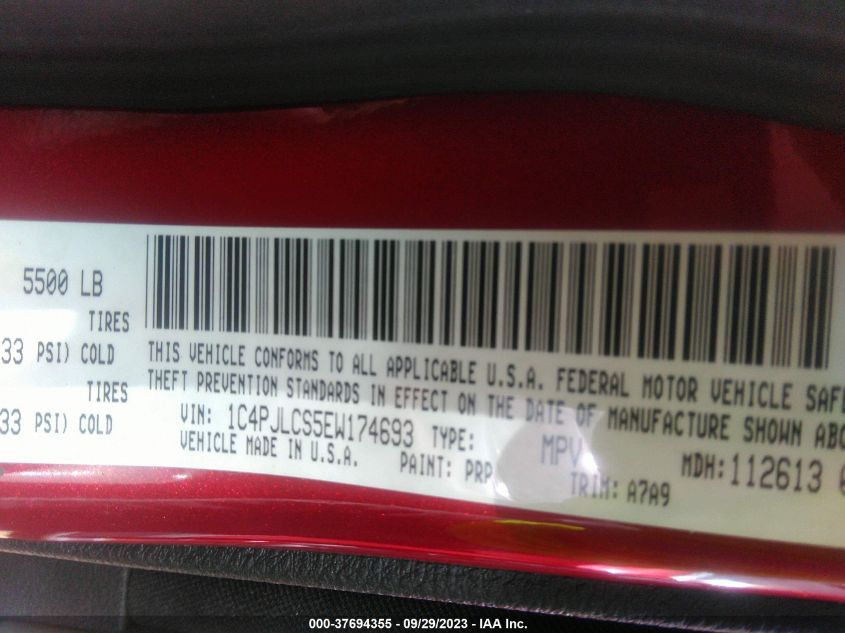 5500 LB
TIRES
33 PSI) COLD
TIRES
33 PSI) COLD
THIS VEHICLE CONFORMS TO ALL APPLICABLE U.S.A. FEDERAL MOTOR VEHICLE
THEFT PREVENTION STANDARDS IN EFFECT ON THE DATE OF MANUFACTURE SHOWN
VIN: 1C4PJLCS5EW174693 TYPE: MPV MDH: 112613
VEHICLE MADE IN U.S.A. PAINT: PRP TRIM: A7A9
000-37694355 - 09/29/2023 - IAA Inc.